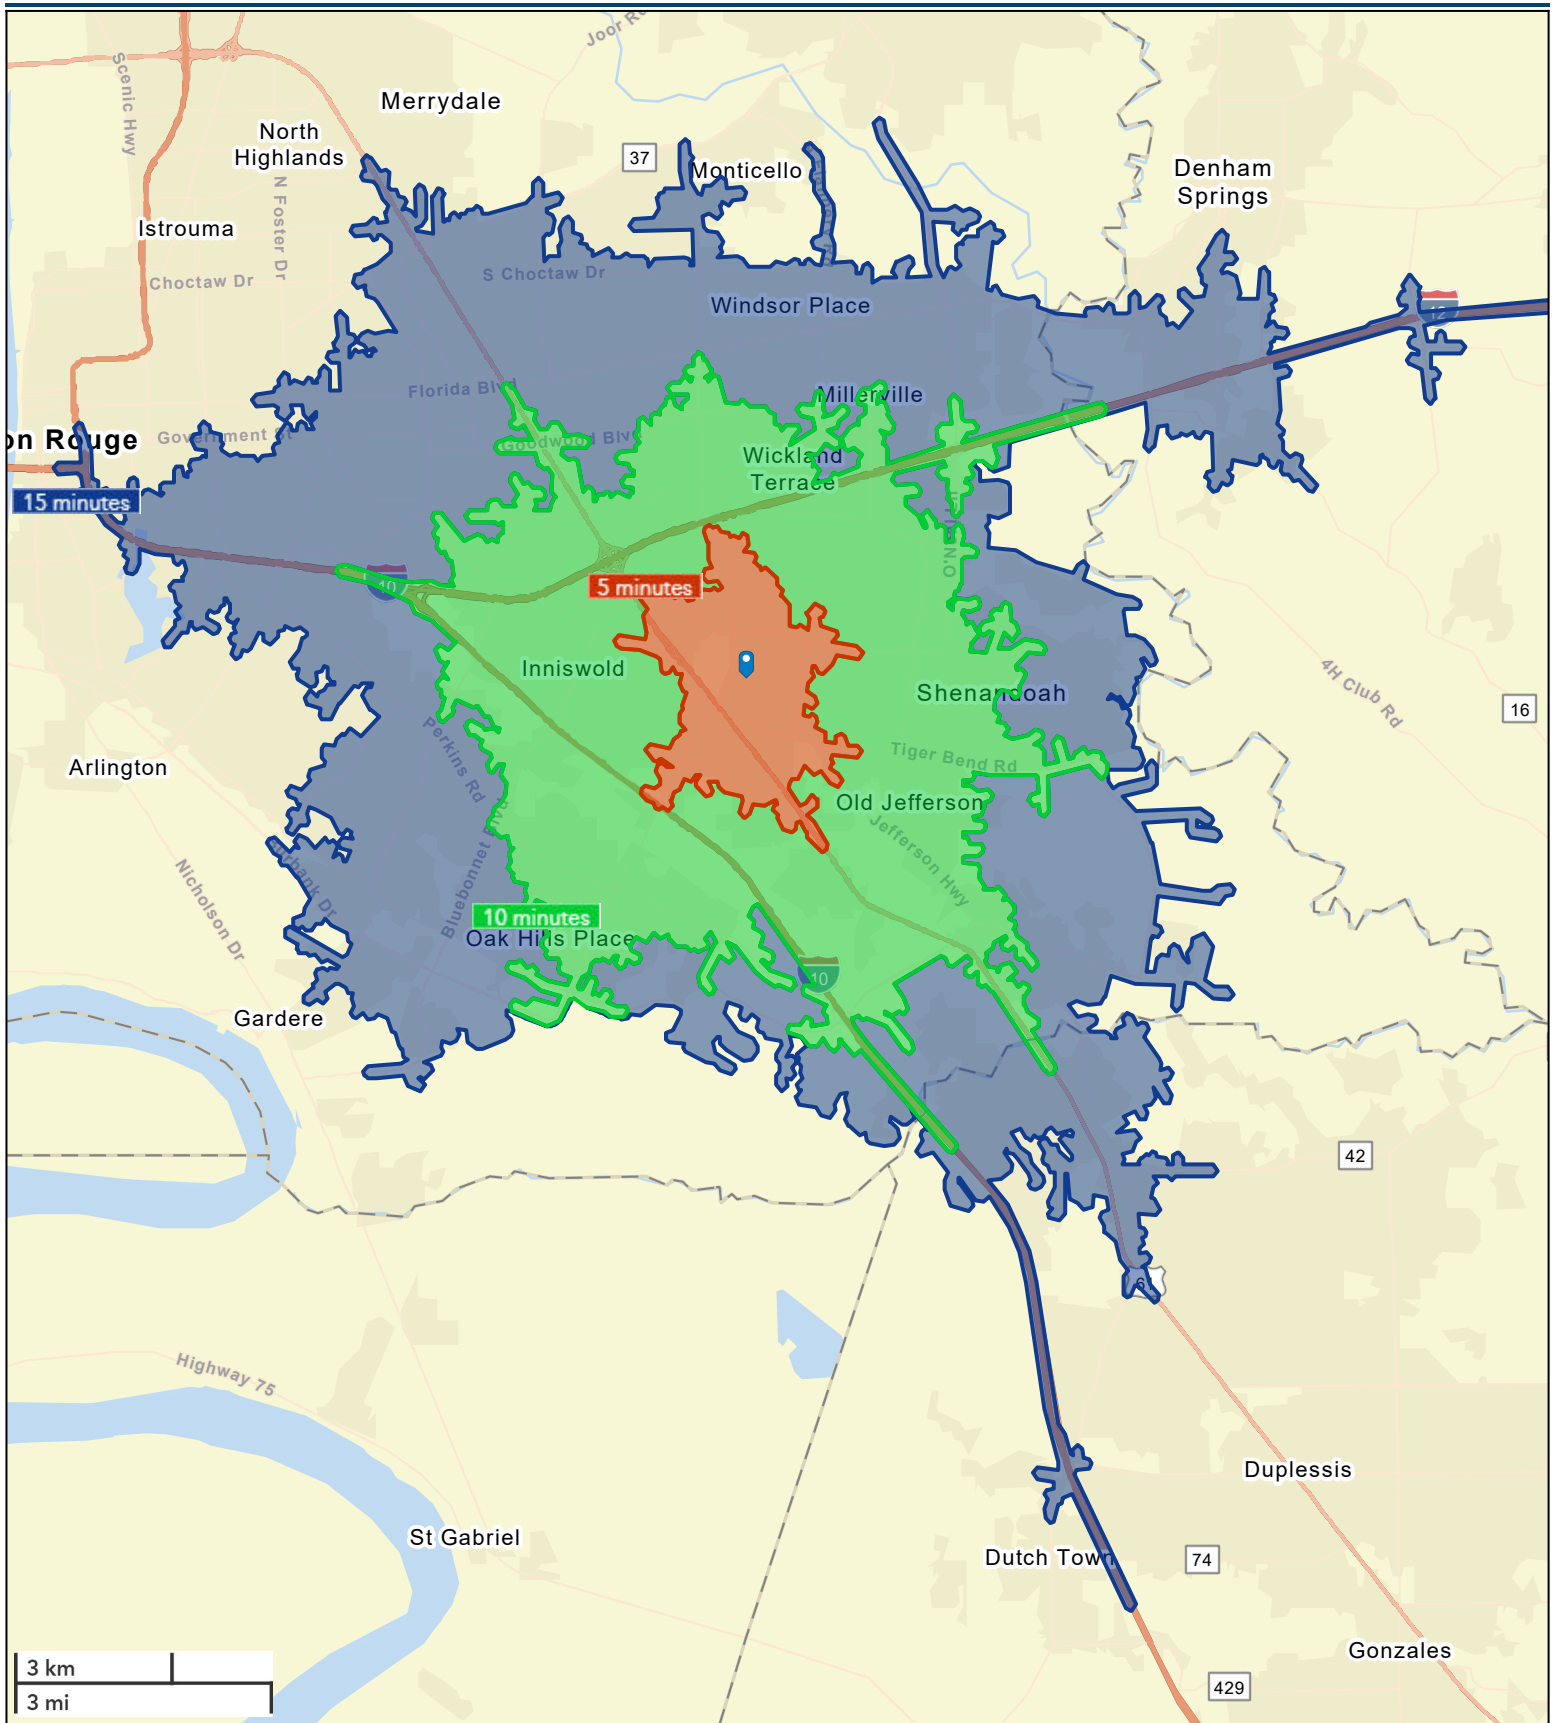 Joor Rd
Scenic Hwy
Merrydale
North
Highlands
37
Monticello
Denham
Springs
N Foster Dr
Istrouma
Choctaw Dr
S Choctaw Dr
Windsor Place
12
Florida Blvd
Millerville
on Rouge
Government St
Goodwood Blvd
Wickland
Terrace
15 minutes
10
5 minutes
Inniswold
Shenandoah
4H Club Rd
16
Perkins Rd
Tiger Bend Rd
Arlington
Old Jefferson
Jefferson Hwy
Bluebonnet Blvd
Nicholson Dr
10 minutes
Oak Hills Place
10
Gardere
42
61
Highway 75
Duplessis
St Gabriel
Dutch Town
74
Gonzales
3 km
3 mi
429